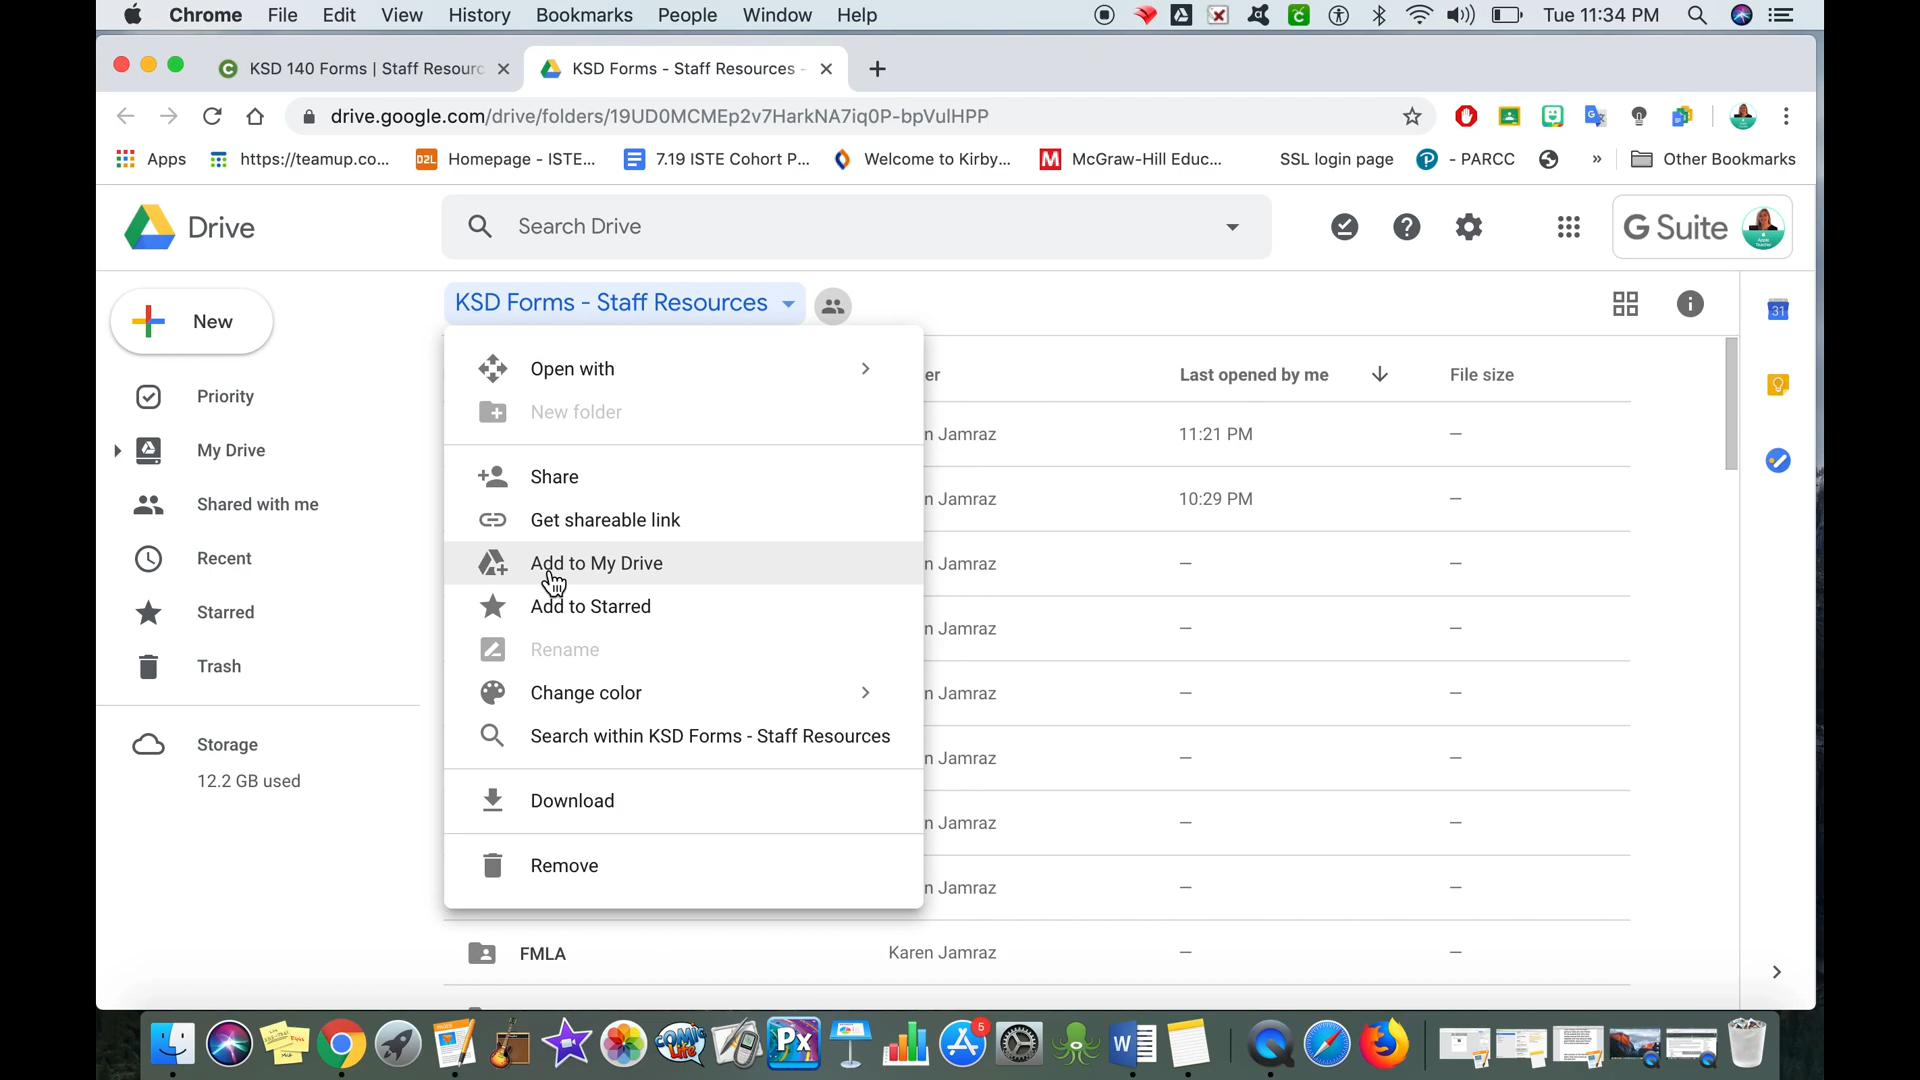 Chrome File Edit View History Bookmarks People Window Help Tue 11:34 PM
KSD 140 Forms | Staff Resourc KSD Forms - Staff Resources -
drive.google.com/drive/folders/19UD0MCMEp2v7HarkNA7iq0P-bpVulHPP
Apps https://teamup.co... D2L Homepage - ISTE... 7.19 ISTE Cohort P... Welcome to Kirby... M McGraw-Hill Educ... SSL login page - PARCC » Other Bookmarks
Drive Search Drive G Suite
KSD Forms - Staff Resources
New
Priority
My Drive
Shared with me
Recent
Starred
Trash
Storage
12.2 GB used
Open with
New folder
Share
Get shareable link
Add to My Drive
Add to Starred
Rename
Change color
Search within KSD Forms - Staff Resources
Download
Remove
er Last opened by me File size
n Jamraz 11:21 PM —
n Jamraz 10:29 PM —
n Jamraz — —
n Jamraz — —
n Jamraz — —
n Jamraz — —
n Jamraz — —
n Jamraz — —
FMLA Karen Jamraz — —
31
COMIC Life Px 5 W